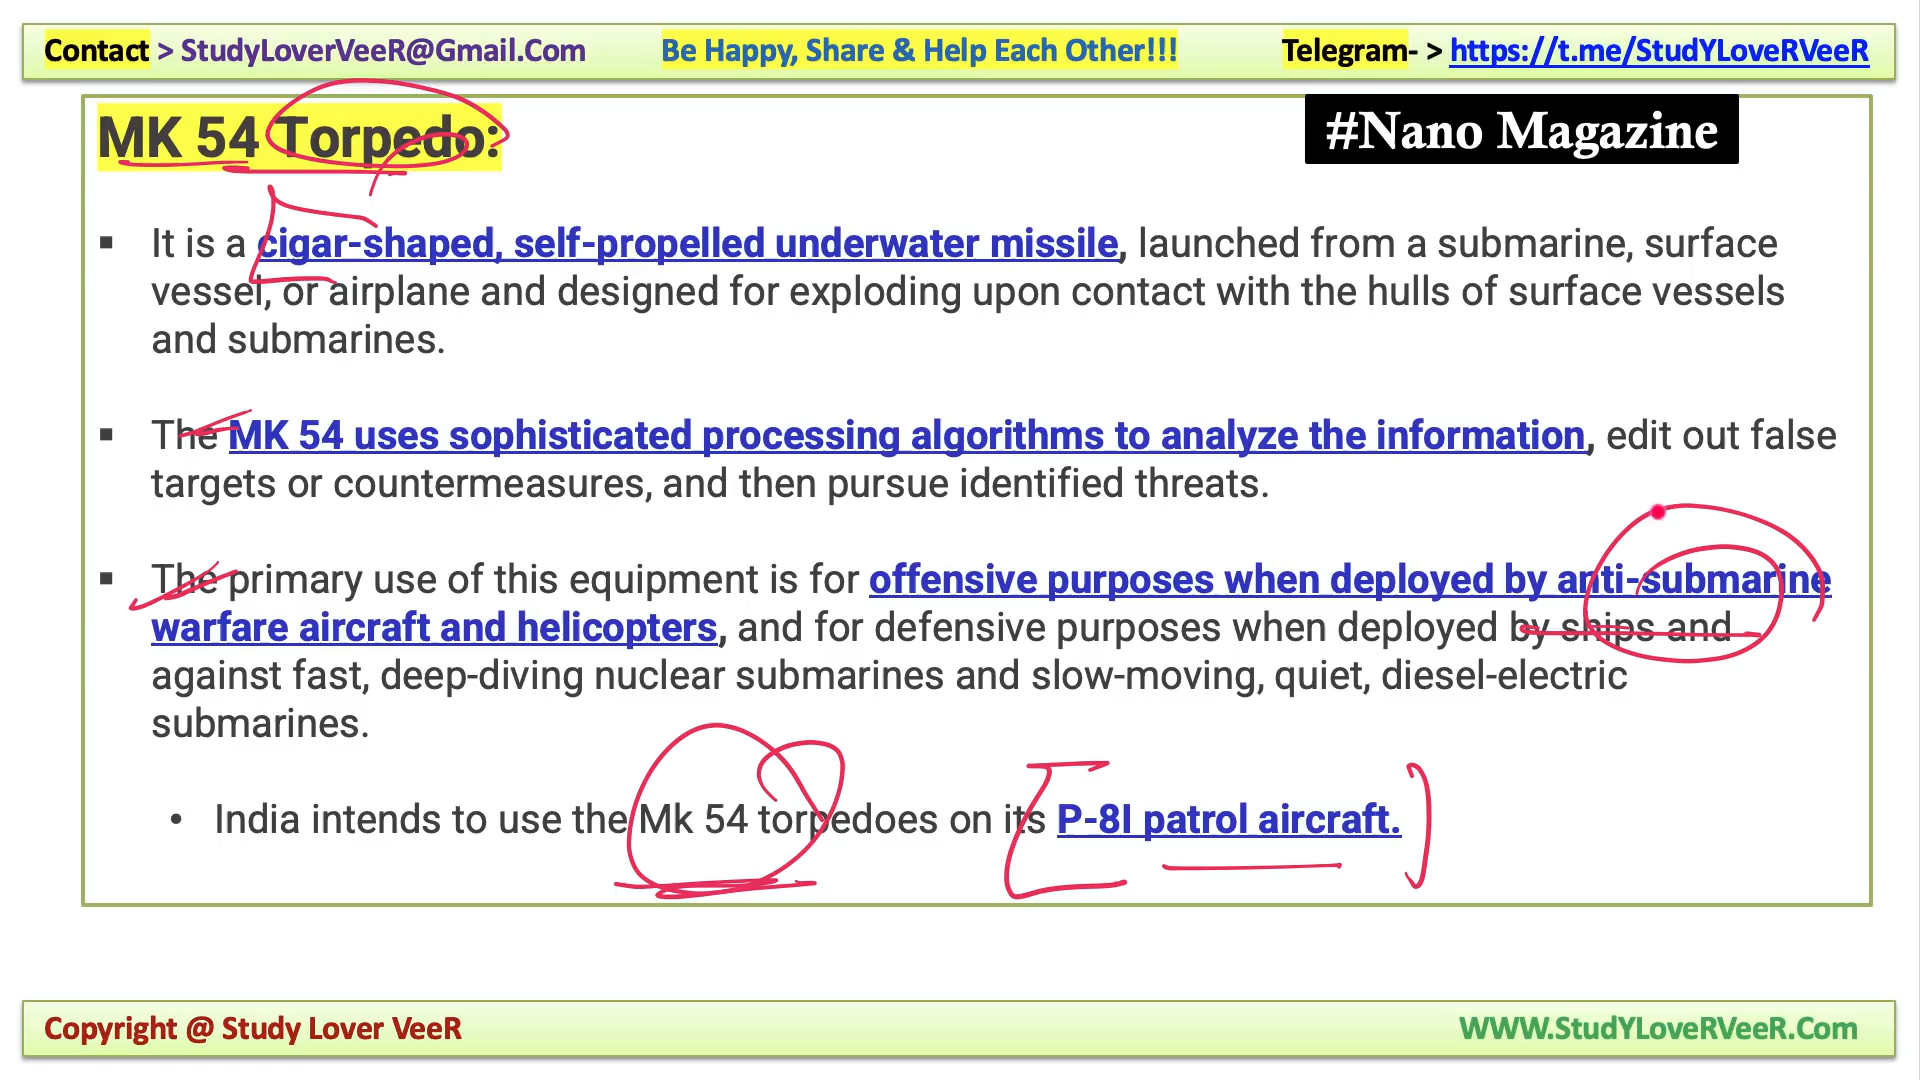 Contact > StudyLoverVeeR@Gmail.Com Be Happy, Share & Help Each Other!!! Telegram- > https://t.me/StudYLoveRVeeR
MK 54 Torpedo:
#Nano Magazine
▪ It is a cigar-shaped, self-propelled underwater missile, launched from a submarine, surface
vessel, or airplane and designed for exploding upon contact with the hulls of surface vessels
and submarines.
▪ The MK 54 uses sophisticated processing algorithms to analyze the information, edit out false
targets or countermeasures, and then pursue identified threats.
▪ The primary use of this equipment is for offensive purposes when deployed by anti-submarine
warfare aircraft and helicopters, and for defensive purposes when deployed by ships and
against fast, deep-diving nuclear submarines and slow-moving, quiet, diesel-electric
submarines.
• India intends to use the Mk 54 torpedoes on its P-8I patrol aircraft.
Copyright @ Study Lover VeeR WWW.StudYLoveRVeeR.Com